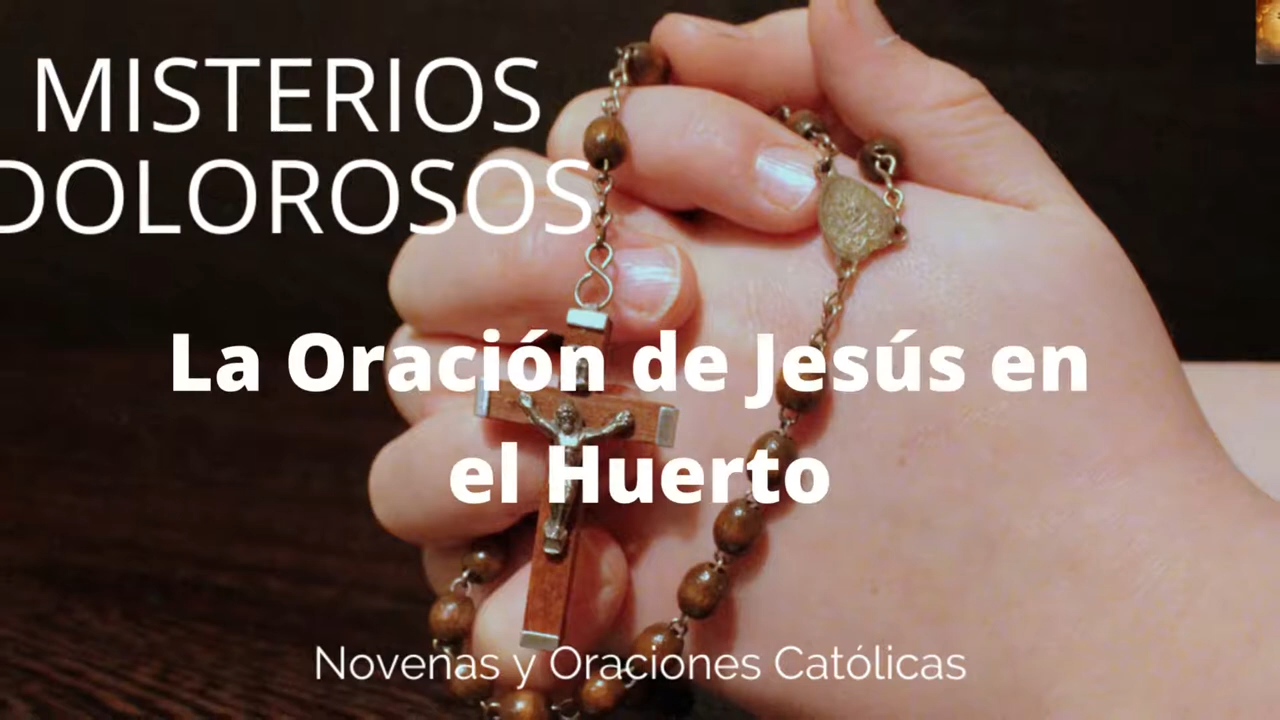 MISTERIOS
DOLOROSOS
La Oración de Jesús en
el Huerto
Novenas y Oraciones Católicas